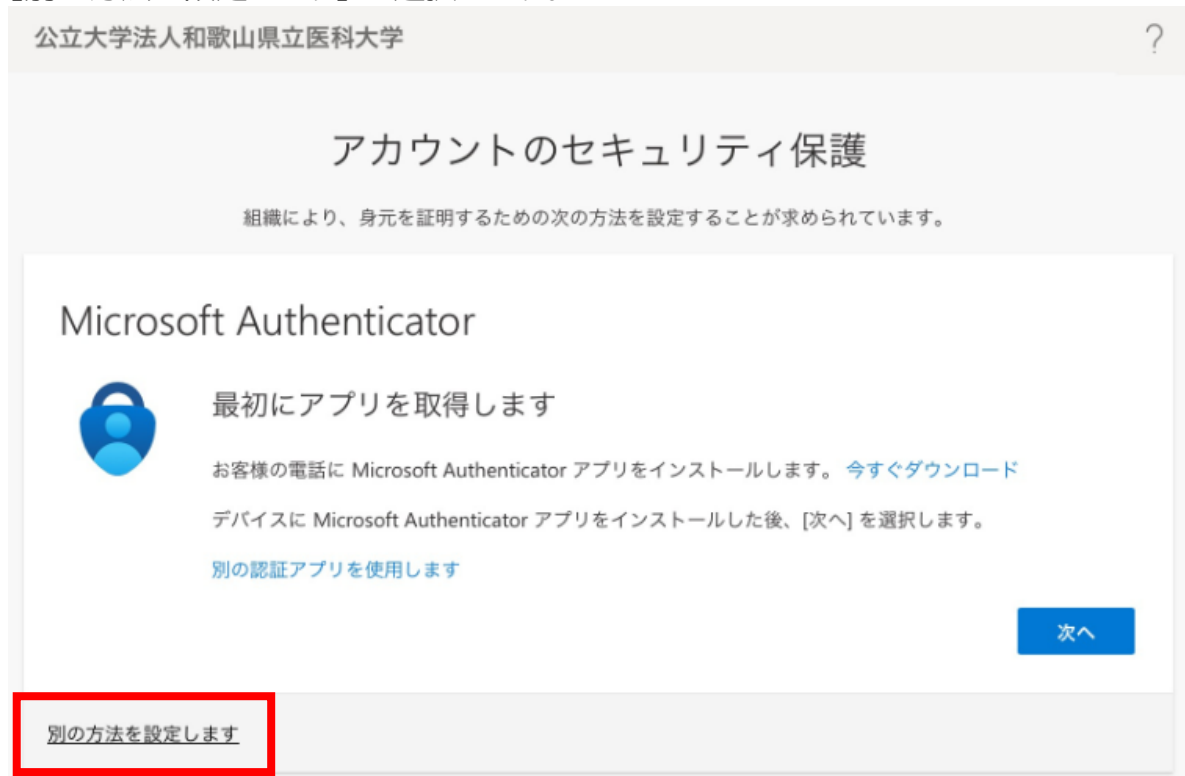 公立大学法人和歌山県立医科大学
?
アカウントのセキュリティ保護
組織により、身元を証明するための次の方法を設定することが求められています。
Microsoft Authenticator
最初にアプリを取得します
お客様の電話に Microsoft Authenticator アプリをインストールします。 今すぐダウンロード
デバイスに Microsoft Authenticator アプリをインストールした後、[次へ] を選択します。
別の認証アプリを使用します
次へ
別の方法を設定します